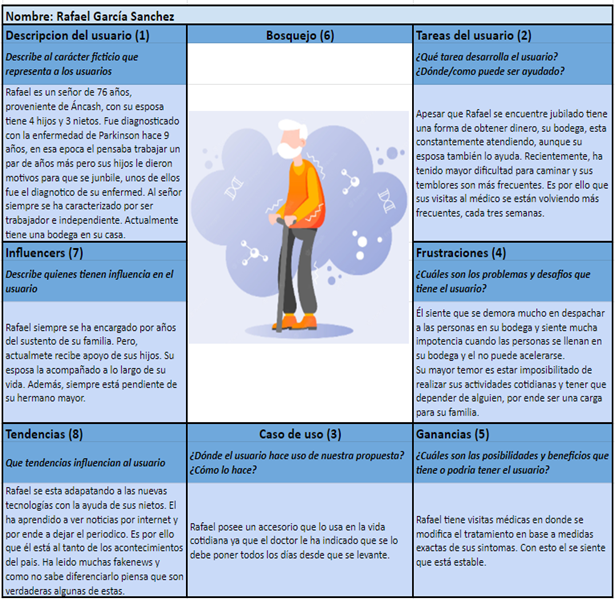 Nombre: Rafael García Sanchez
Descripcion del usuario (1)
Describe al carácter ficticio que
representa a los usuarios
Rafael es un señor de 76 años,
proveniente de Áncash, con su esposa
tiene 4 hijos y 3 nietos. Fue diagnosticado
con la enfermedad de Parkinson hace 9
años, en esa epoca el pensaba trabajar un
par de años más pero sus hijos le dieron
motivos para que se junbile, unos de ellos
fue el diagnotico de su enfermed. Al señor
siempre se ha caracterizado por ser
trabajador e independiente. Actualmente
tiene una bodega en su casa.
Bosquejo (6)
Tareas del usuario (2)
¿Qué tarea desarrolla el usuario?
¿Dónde/como puede ser ayudado?
Apesar que Rafael se encuentre jubilado tiene
una forma de obtener dinero, su bodega, esta
constantemente atendiendo, aunque su
esposa también lo ayuda. Recientemente, ha
tenido mayor dificultad para caminar y sus
temblores son más frecuentes. Es por ello que
sus visitas al médico se están volviendo más
frecuentes, cada tres semanas.
Influencers (7)
Describe quienes tienen influencia en el
usuario
Rafael siempre se ha encargado por años
del sustento de su familia. Pero,
actualmete recibe apoyo de sus hijos. Su
esposa la acompañado a lo largo de su
vida. Además, siempre está pendiente de
su hermano mayor.
Frustraciones (4)
¿Cuáles son los problemas y desafios que
tiene el usuario?
Él siente que se demora mucho en despachar
a las personas en su bodega y siente mucha
impotencia cuando las personas se llenan en
su bodega y el no puede acelerarse.
Su mayor temor es estar imposibilitado de
realizar sus actividades cotidianas y tener que
depender de alguien, por ende ser una carga
para su familia.
Tendencias (8)
Que tendencias influencian al usuario
Rafael se esta adapatando a las nuevas
tecnologías con la ayuda de sus nietos. El
ha aprendido a ver noticias por internet y
por ende a dejar el periodico. Es por ello
que él está al tanto de los acontecimentos
del pais. Ha leido muchas fakenews y
como no sabe diferenciarlo piensa que son
verdaderas algunas de estas.
Caso de uso (3)
¿Dónde el usuario hace uso de nuestra propuesta?
¿Cómo lo hace?
Rafael posee un accesorio que lo usa en la vida
cotidiana ya que el doctor le ha indicado que se lo
debe poner todos los días desde que se levante.
Ganancias (5)
¿Cuáles son las posibilidades y beneficios que
tiene o podria tener el usuario?
Rafael tiene visitas médicas en donde se
modifica el tratamiento en base a medidas
exactas de sus sintomas. Con esto el se siente
que está estable.